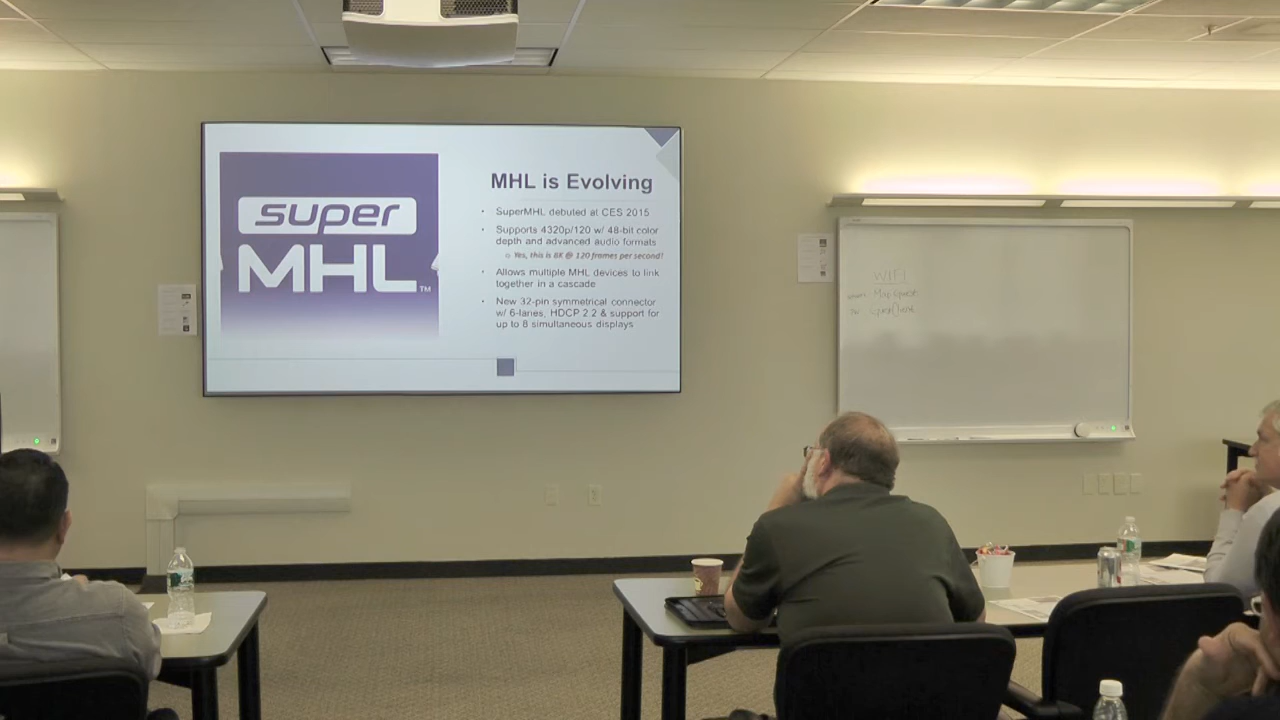 super
MHL™
MHL is Evolving
• SuperMHL debuted at CES 2015
• Supports 4320p/120 w/ 48-bit color
depth and advanced audio formats
o Yes, this is 8K @ 120 frames per second!
• Allows multiple MHL devices to link
together in a cascade
• New 32-pin symmetrical connector
w/ 6-lanes, HDCP 2.2 & support for
up to 8 simultaneous displays
WIFI